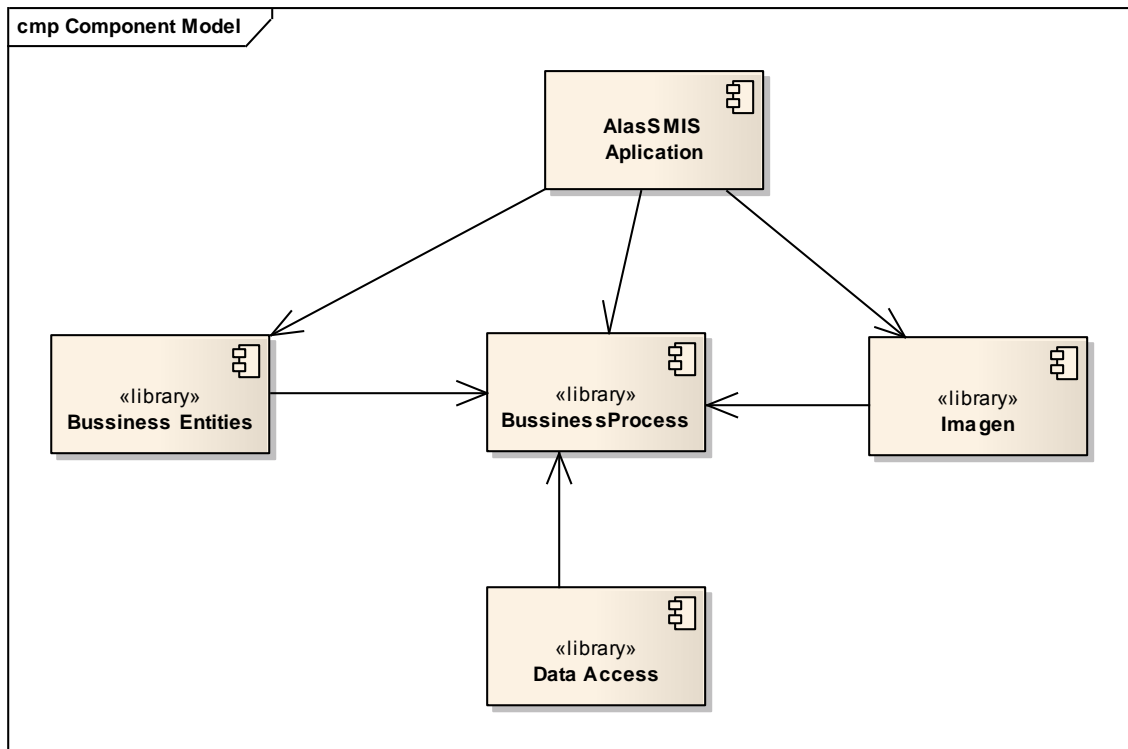 cmp Component Model
AlasSMIS
Aplication
«library»
Bussiness Entities
«library»
BussinessProcess
«library»
Imagen
«library»
Data Access